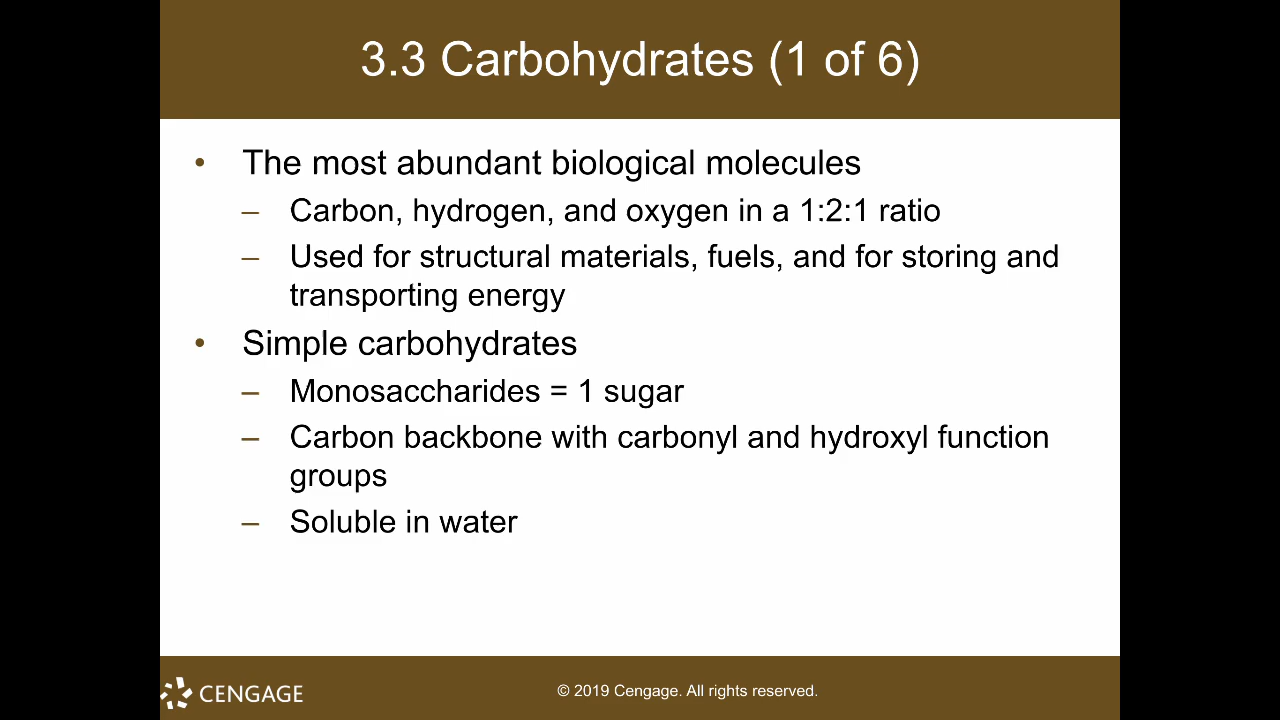 3.3 Carbohydrates (1 of 6)
• The most abundant biological molecules
– Carbon, hydrogen, and oxygen in a 1:2:1 ratio
– Used for structural materials, fuels, and for storing and
transporting energy
• Simple carbohydrates
– Monosaccharides = 1 sugar
– Carbon backbone with carbonyl and hydroxyl function
groups
– Soluble in water
CENGAGE
© 2019 Cengage. All rights reserved.